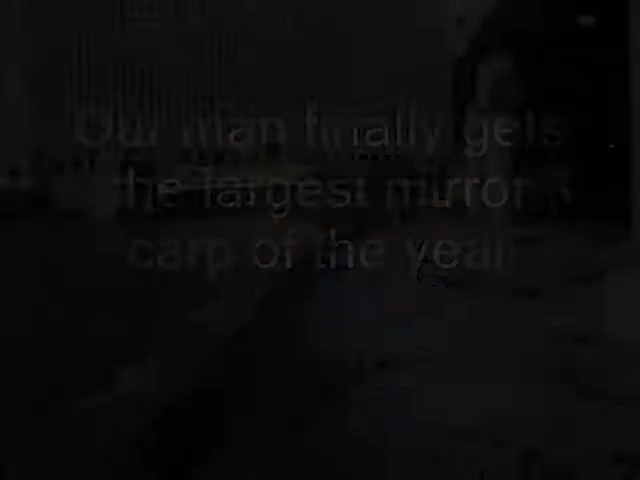 Our man finally gets
the largest mirror
carp of the year